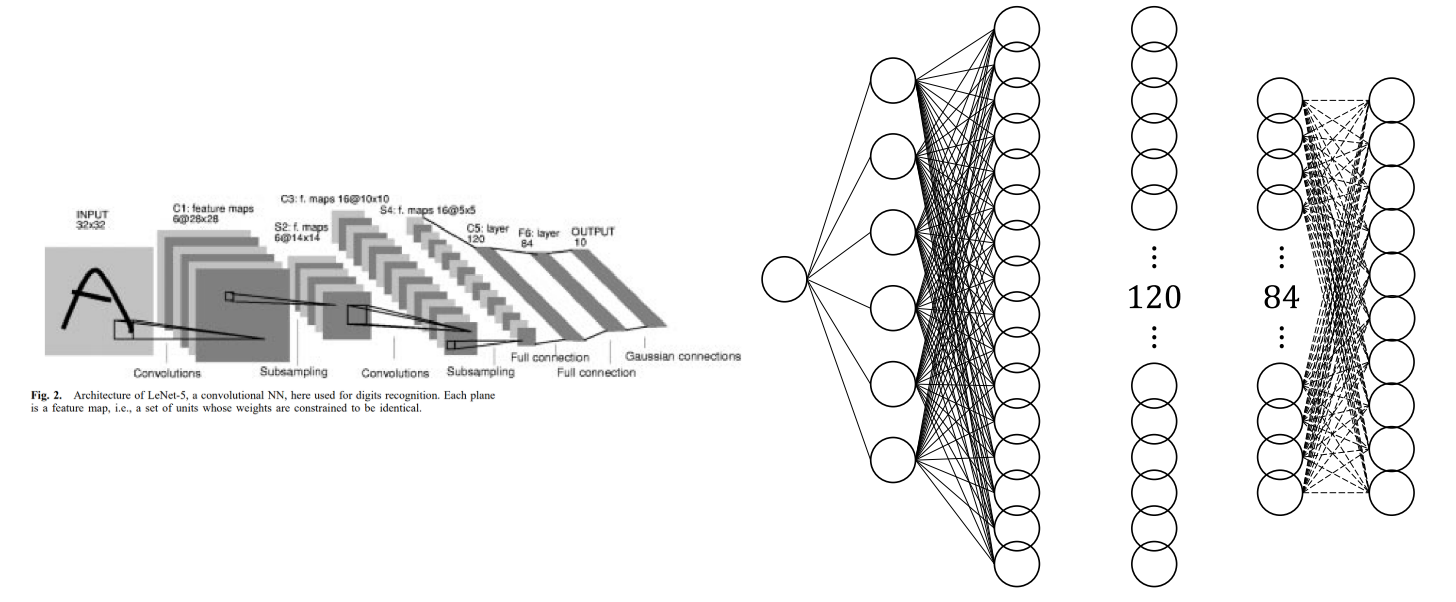 INPUT
32x32
C1: feature maps
6@28x28
C3: f. maps 16@10x10
S2: f. maps
6@14x14
S4: f. maps 16@5x5
C5: layer
120
F6: layer
84
OUTPUT
10
Convolutions
Subsampling
Convolutions
Subsampling
Full connection
Full connection
Gaussian connections
Fig. 2. Architecture of LeNet-5, a convolutional NN, here used for digits recognition. Each plane
is a feature map, i.e., a set of units whose weights are constrained to be identical.
120
84